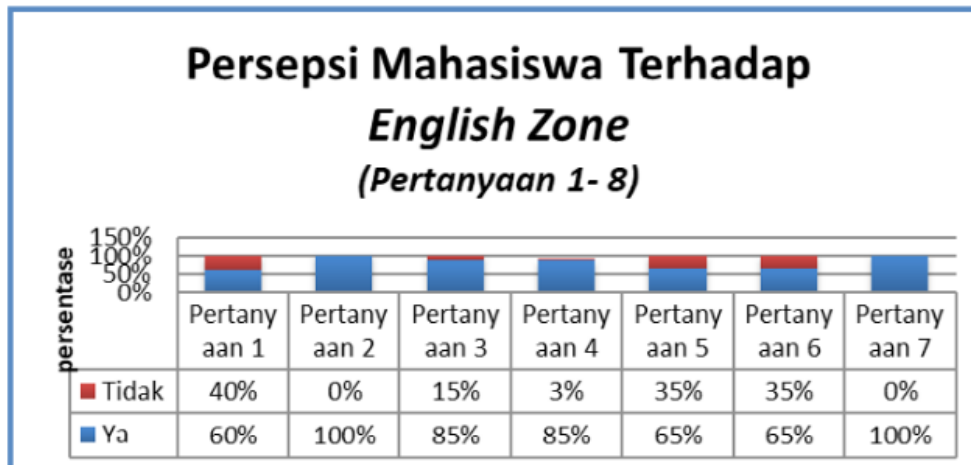 Persepsi Mahasiswa Terhadap
English Zone
(Pertanyaan 1- 8)
persentase
150%
100%
50%
0%
Pertany aan 1 Pertany aan 2 Pertany aan 3 Pertany aan 4 Pertany aan 5 Pertany aan 6 Pertany aan 7
Tidak 40% 0% 15% 3% 35% 35% 0%
Ya 60% 100% 85% 85% 65% 65% 100%